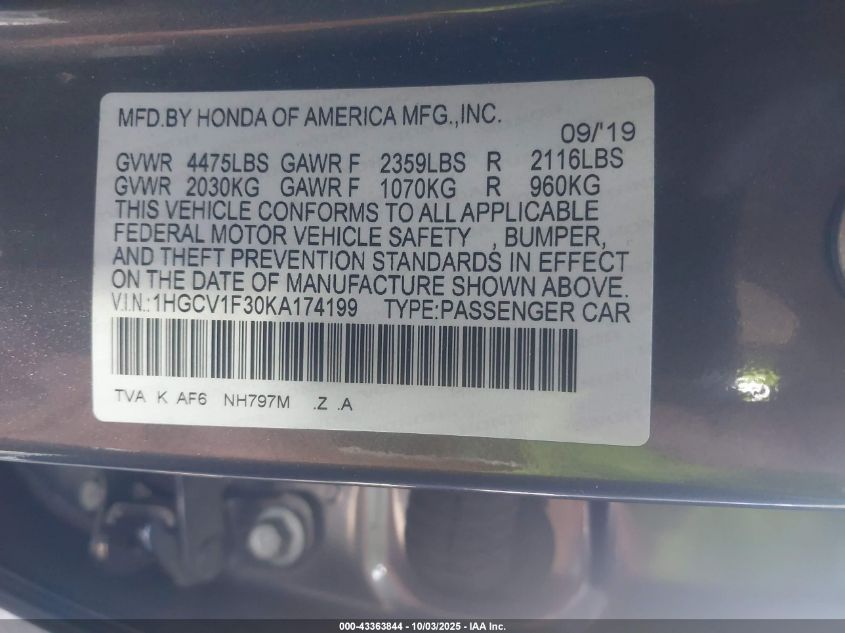 MFD.BY HONDA OF AMERICA MFG.,INC.
09/'19
GVWR 4475LBS GAWR F 2359LBS R 2116LBS
GVWR 2030KG GAWR F 1070KG R 960KG
THIS VEHICLE CONFORMS TO ALL APPLICABLE
FEDERAL MOTOR VEHICLE SAFETY , BUMPER,
AND THEFT PREVENTION STANDARDS IN EFFECT
ON THE DATE OF MANUFACTURE SHOWN ABOVE.
V.I.N.:1HGCV1F30KA174199 TYPE:PASSENGER CAR
TVA K AF6 NH797M .Z .A
000-43363844 - 10/03/2025 - IAA Inc.